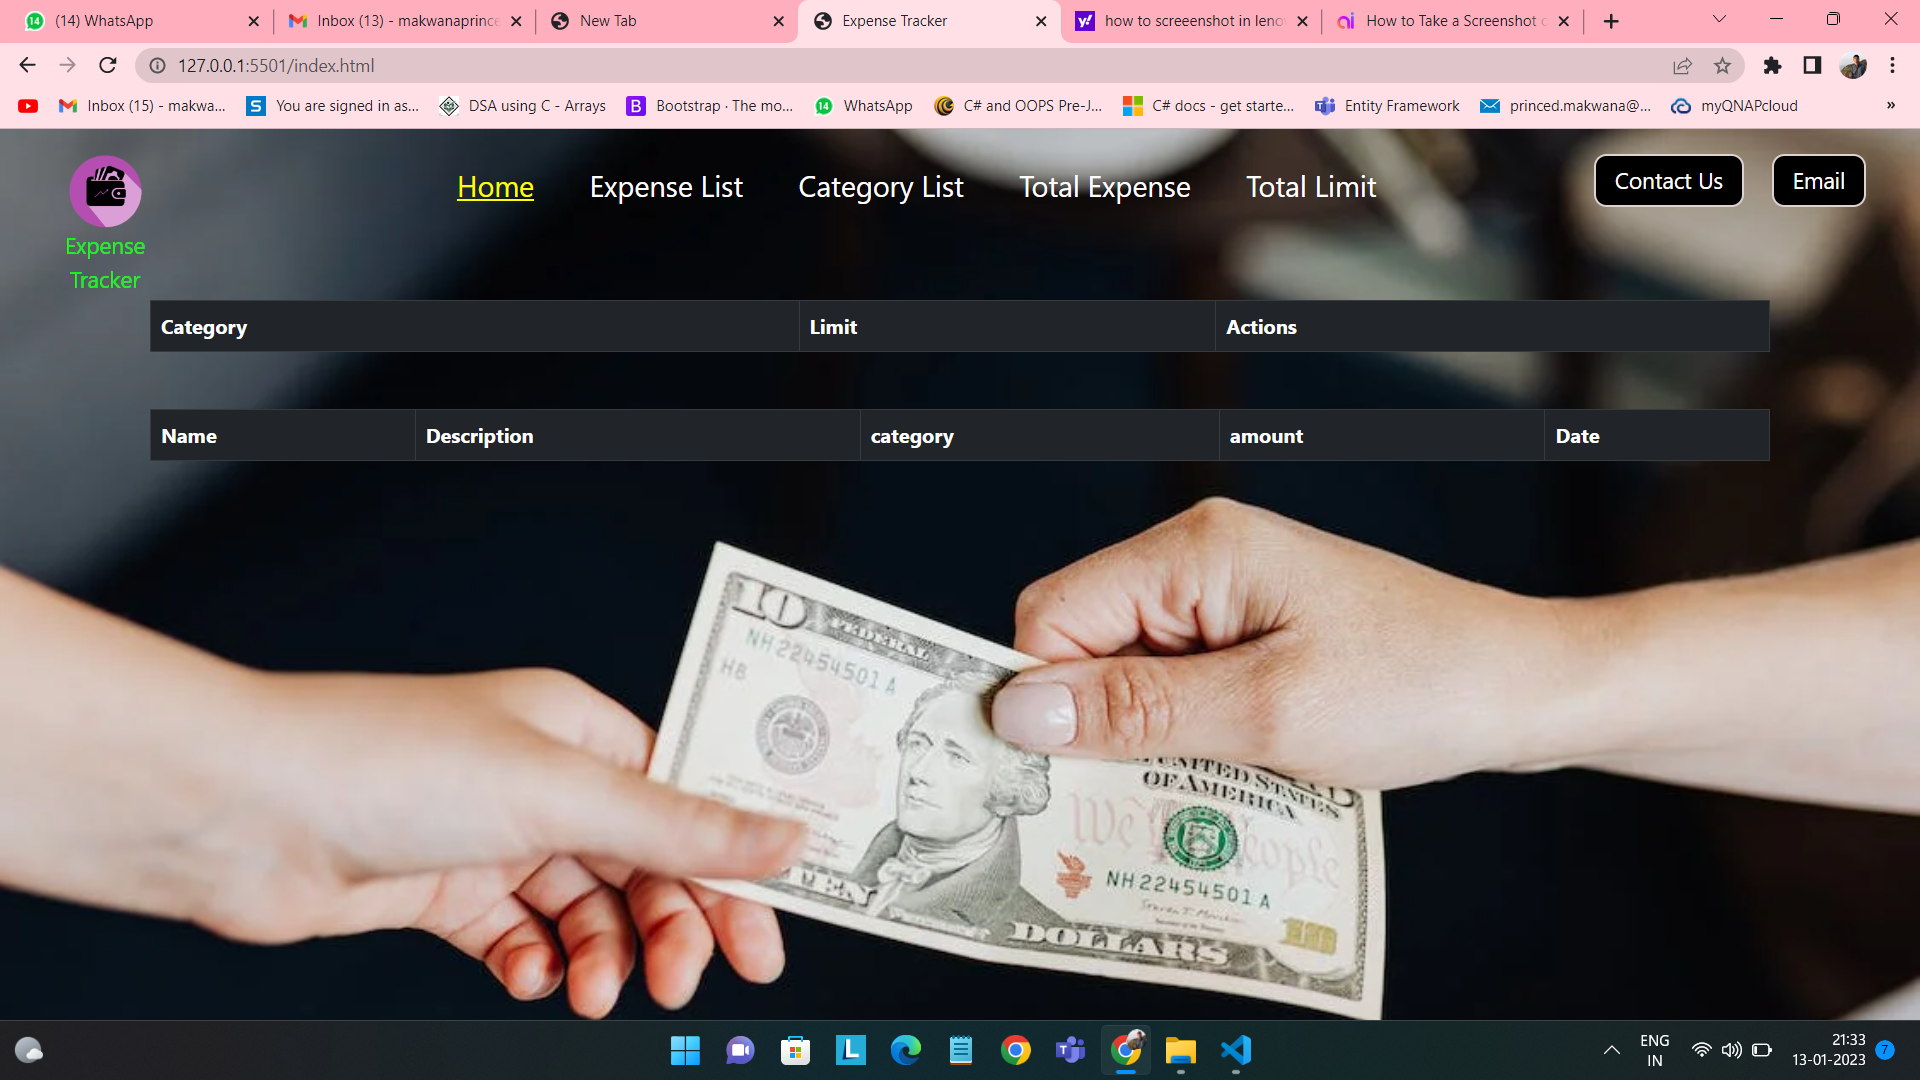 (14) WhatsApp
Inbox (13) - makwanaprince
New Tab
Expense Tracker
how to screeenshot in leno
How to Take a Screenshot
127.0.0.1:5501/index.html
Inbox (15) - makwa...
You are signed in as...
DSA using C - Arrays
Bootstrap · The mo...
WhatsApp
C# and OOPS Pre-J...
C# docs - get starte...
Entity Framework
princed.makwana@...
myQNAPcloud
»
Home
Expense List
Category List
Total Expense
Total Limit
Contact Us
Email
Expense
Tracker
Category
Limit
Actions
Name
Description
category
amount
Date
10
FEDERAL
NH 22454501 A
H8
UNITED STATES
OF AMERICA
We People
NH 22454501 A
TEN
DOLLARS
10
ENG
IN
21:33
13-01-2023
7